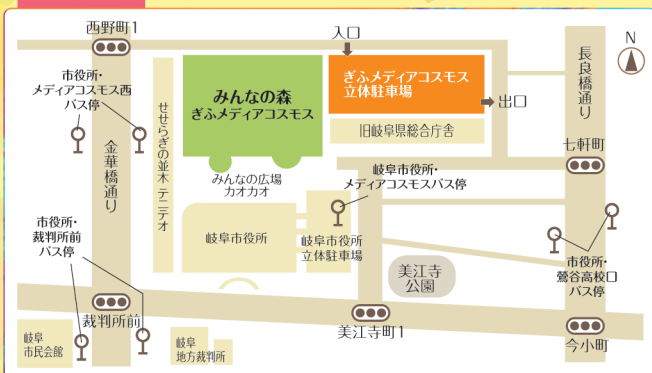 西野町1
入口
N
市役所・
メディアコスモス西
バス停
みんなの森
ぎふメディアコスモス
ぎふメディアコスモス
立体駐車場
出口
長良橋通り
せせらぎの並木 テニテオ
旧岐阜県総合庁舎
金華橋通り
七軒町
みんなの広場
カオカオ
岐阜市役所・
メディアコスモスバス停
市役所・
裁判所前
バス停
岐阜市役所
岐阜市役所
立体駐車場
美江寺
公園
市役所・
鶯谷高校口
バス停
裁判所前
美江寺町1
今小町
岐阜
市民会館
岐阜
地方裁判所